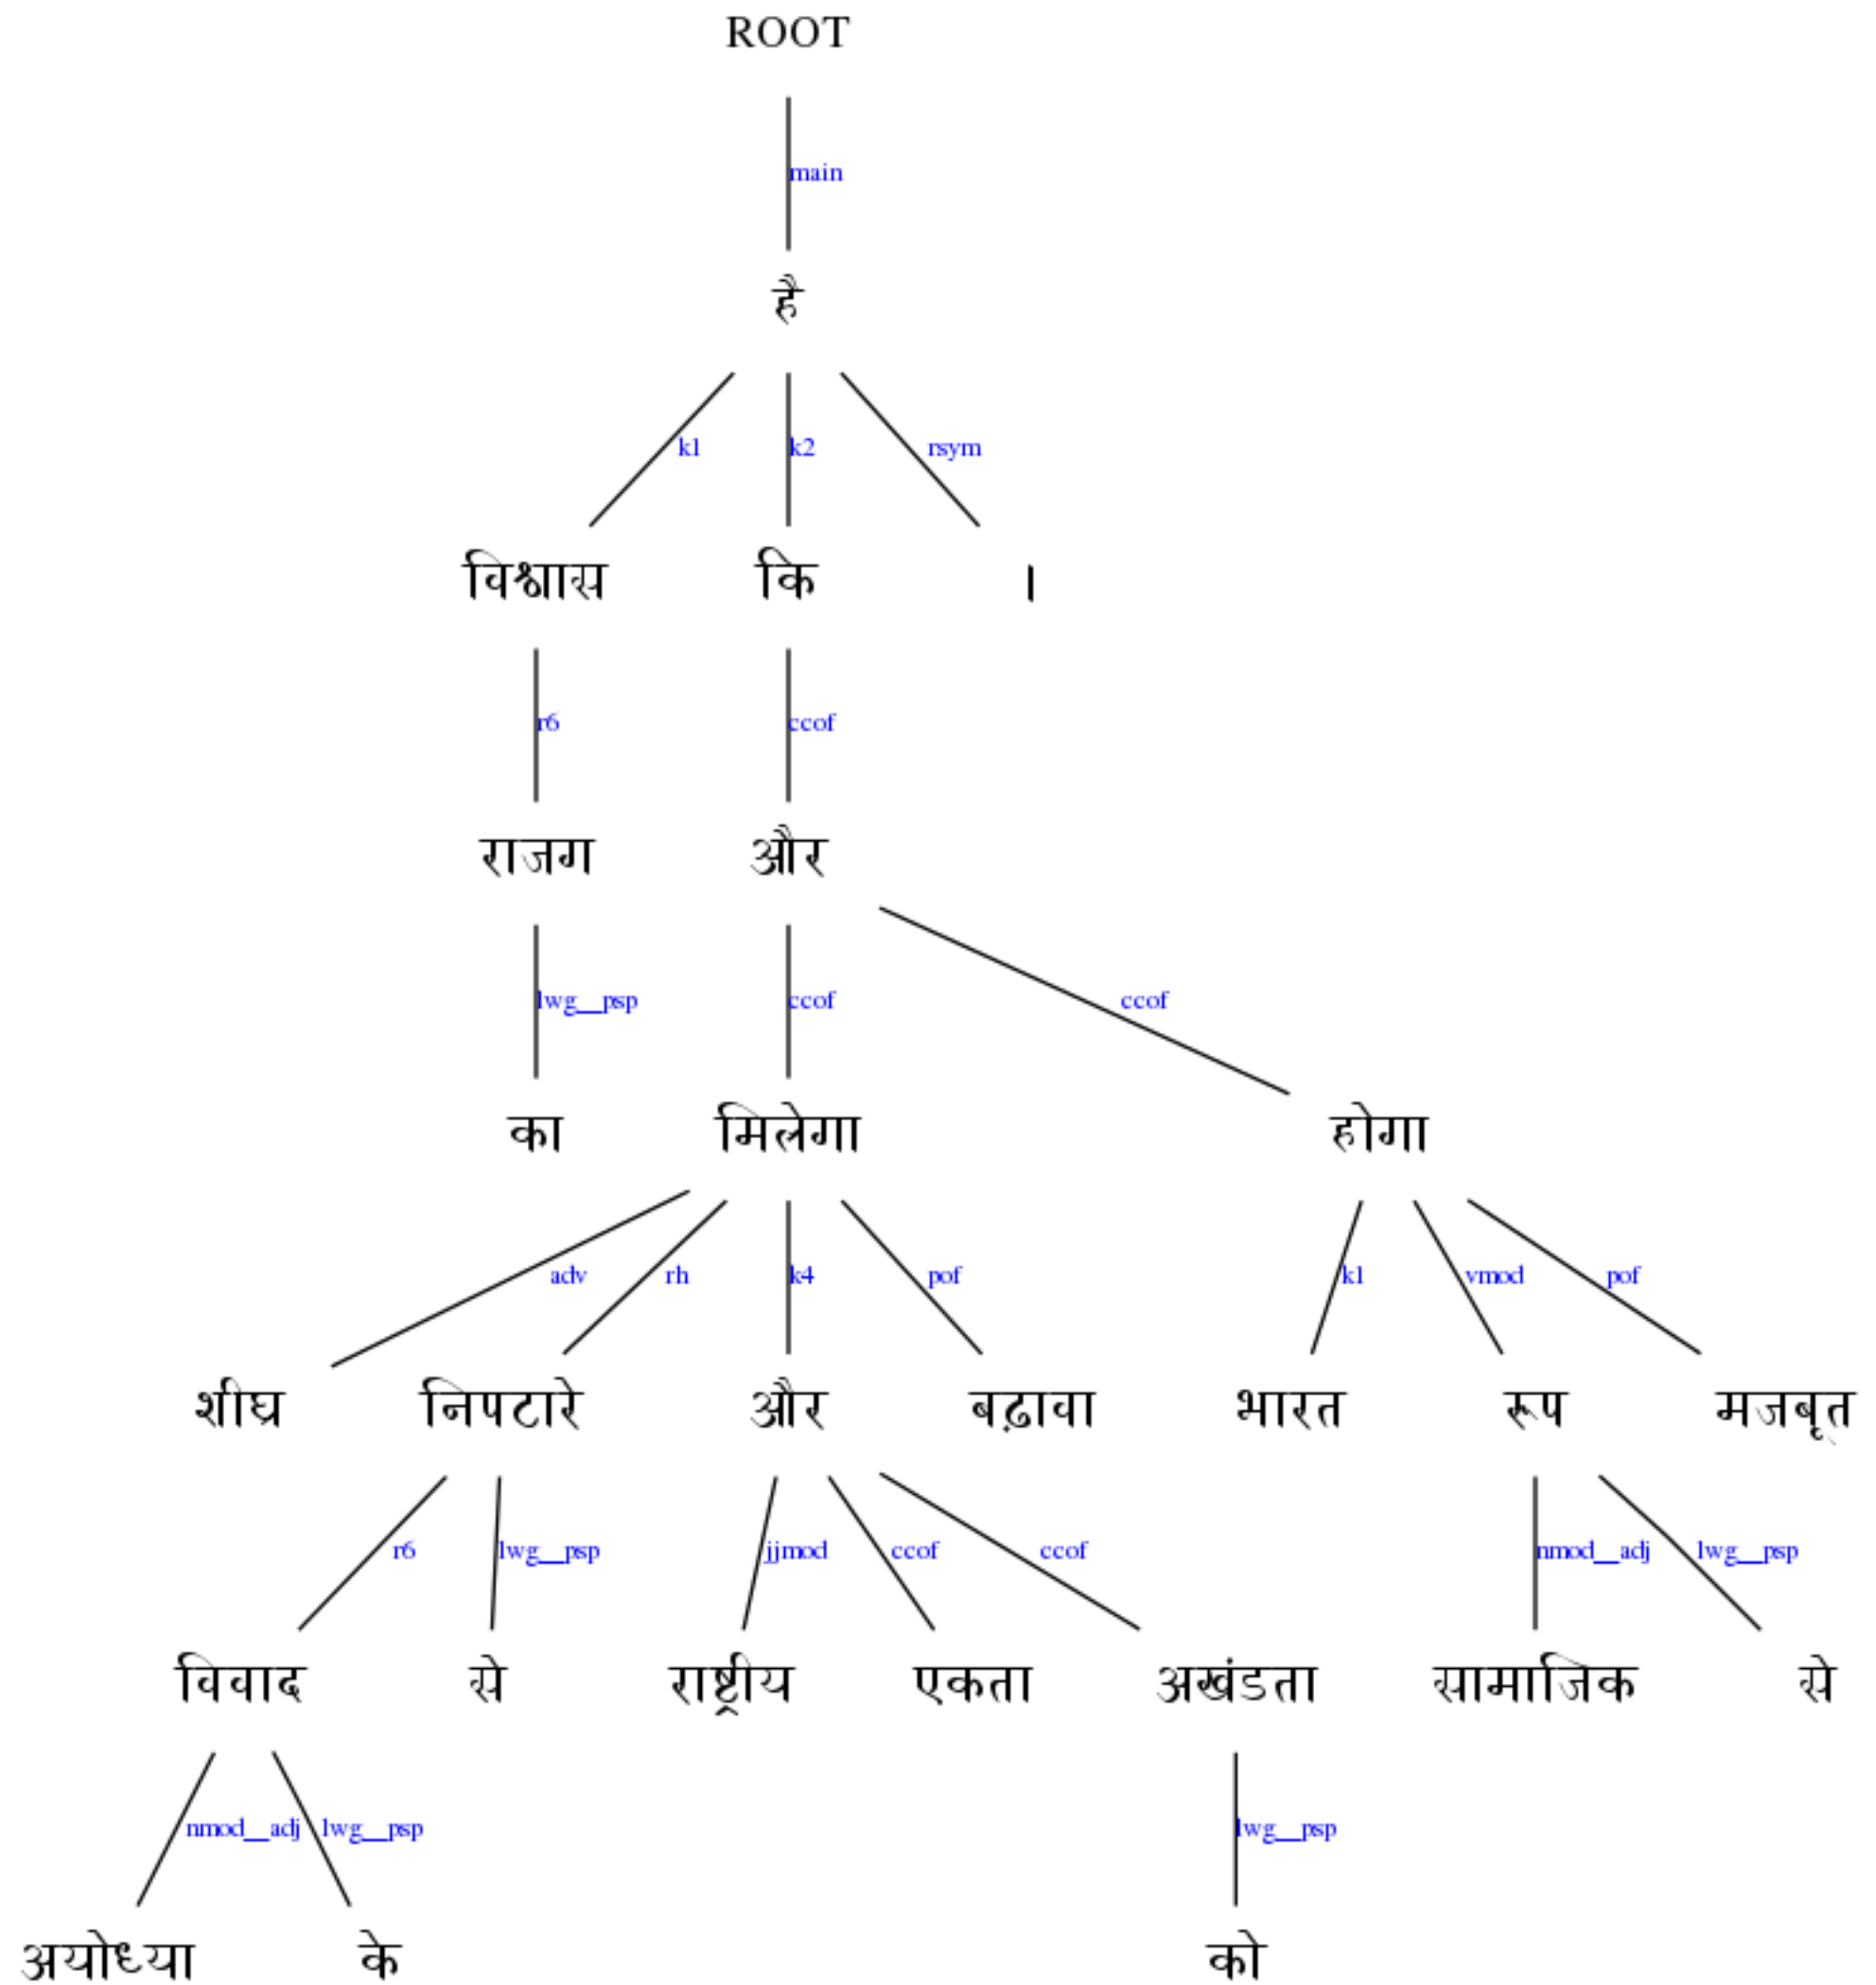 ROOT
main
है
k1 k2 rsym
विश्वास कि ।
r6 ccof
राजग और
lwg__psp ccof ccof
का मिलेगा होगा
adv rh k4 pof k1 vmod pof
शीघ्र निपटारे और बढ़ावा भारत रूप मजबूत
r6 lwg__psp jjmod ccof ccof nmod__adj lwg__psp
विवाद से राष्ट्रीय एकता अखंडता सामाजिक से
nmod__adj lwg__psp lwg__psp
अयोध्या के को